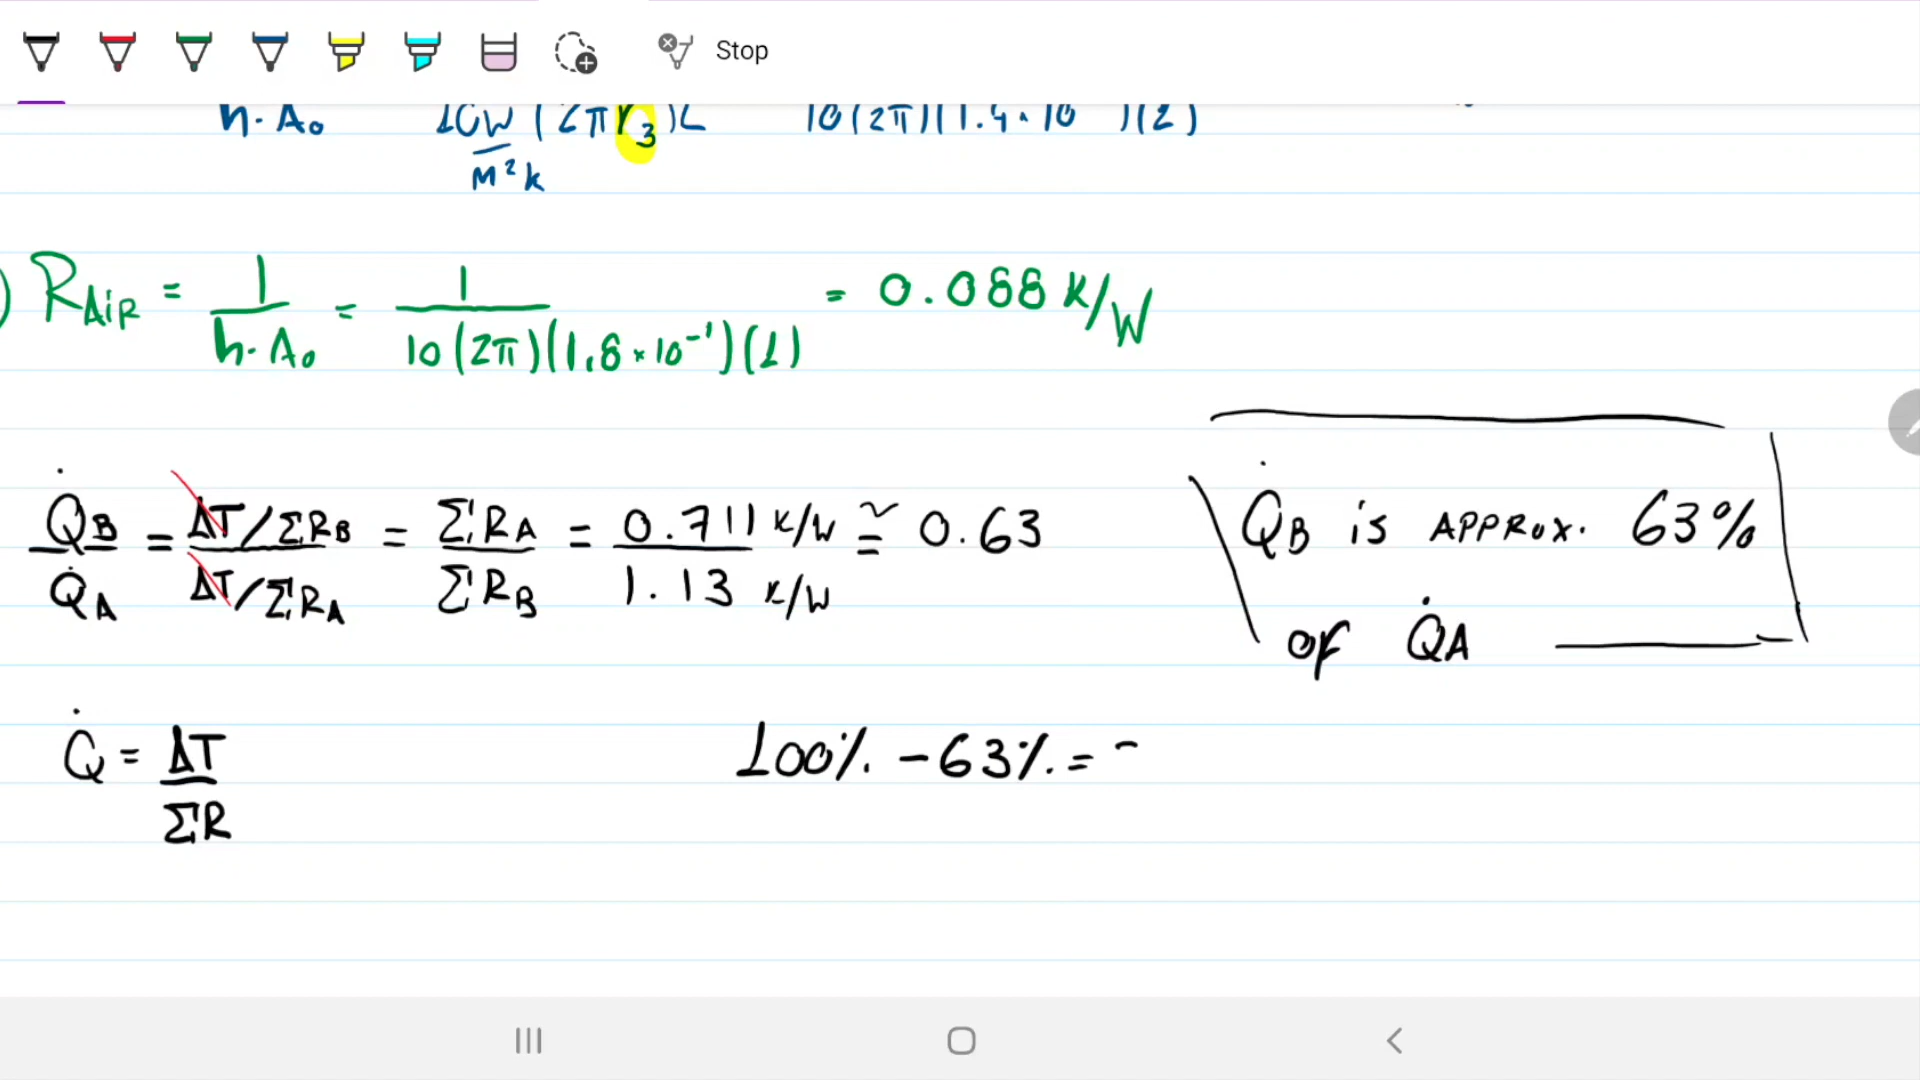 Stop
h·A₀ 10W (2πr₃)L 10(2π)(1.4×10 )(1)
m²k
) RAIR = 1/h·A₀ = 1/10(2π)(1.8×10⁻¹)(1) = 0.088 K/W
Q̇B/Q̇A = ΔT/ΣRB / ΔT/ΣRA = ΣRA/ΣRB = 0.711 K/W / 1.13 K/W ≅ 0.63
Q̇B is APPROX. 63%
of Q̇A
Q̇ = ΔT/ΣR
100% - 63% =